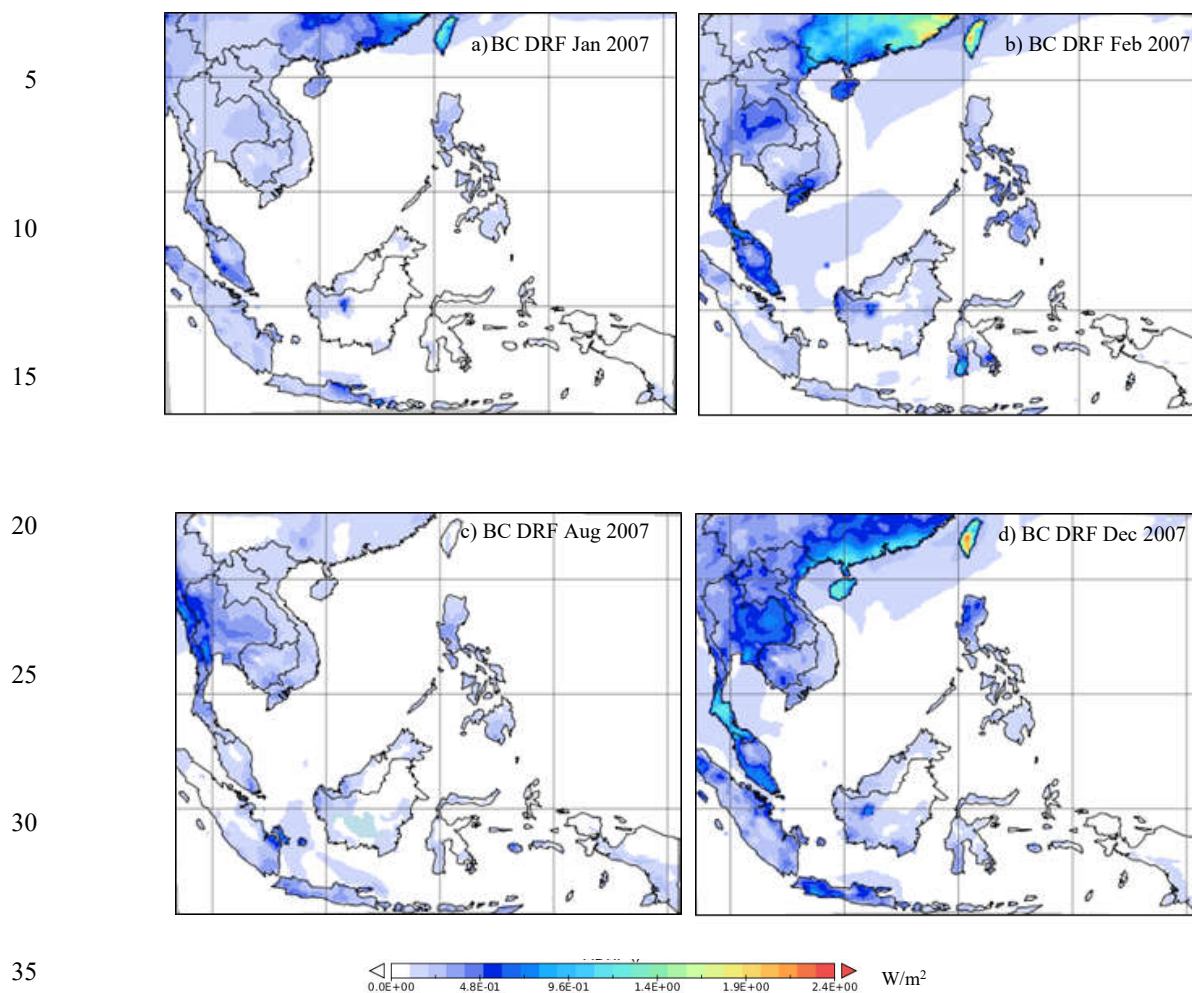 a) BC DRF Jan 2007
b) BC DRF Feb 2007
5
10
15
20
c) BC DRF Aug 2007
d) BC DRF Dec 2007
25
30
35
W/m²
0.0E+00 4.8E-01 9.6E-01 1.4E+00 1.9E+00 2.4E+00